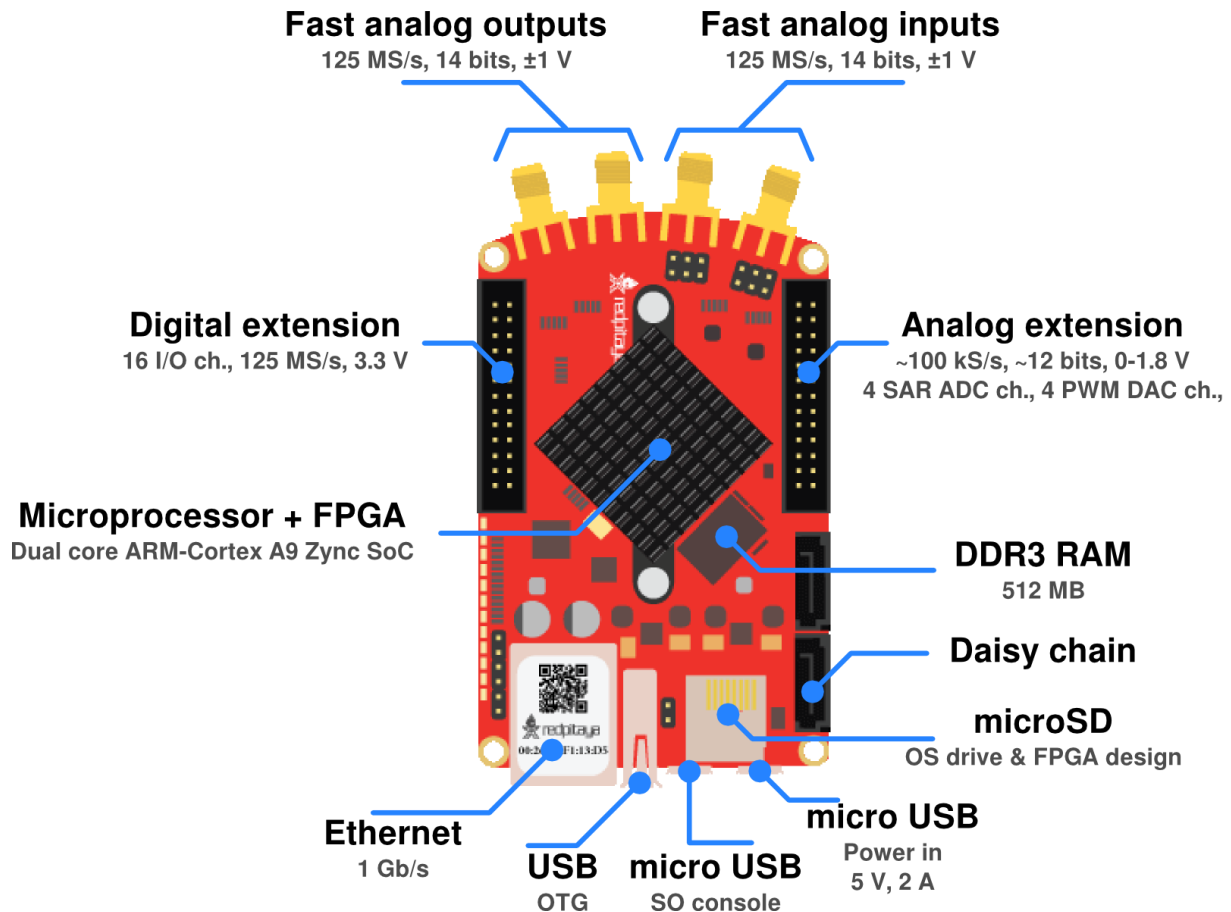 Fast analog outputs
125 MS/s, 14 bits, ±1 V
Fast analog inputs
125 MS/s, 14 bits, ±1 V
Digital extension
16 I/O ch., 125 MS/s, 3.3 V
Analog extension
~100 kS/s, ~12 bits, 0-1.8 V
4 SAR ADC ch., 4 PWM DAC ch.,
Microprocessor + FPGA
Dual core ARM-Cortex A9 Zync SoC
DDR3 RAM
512 MB
Daisy chain
microSD
OS drive & FPGA design
redpitaya
Ethernet
1 Gb/s
USB
OTG
micro USB
SO console
micro USB
Power in
5 V, 2 A